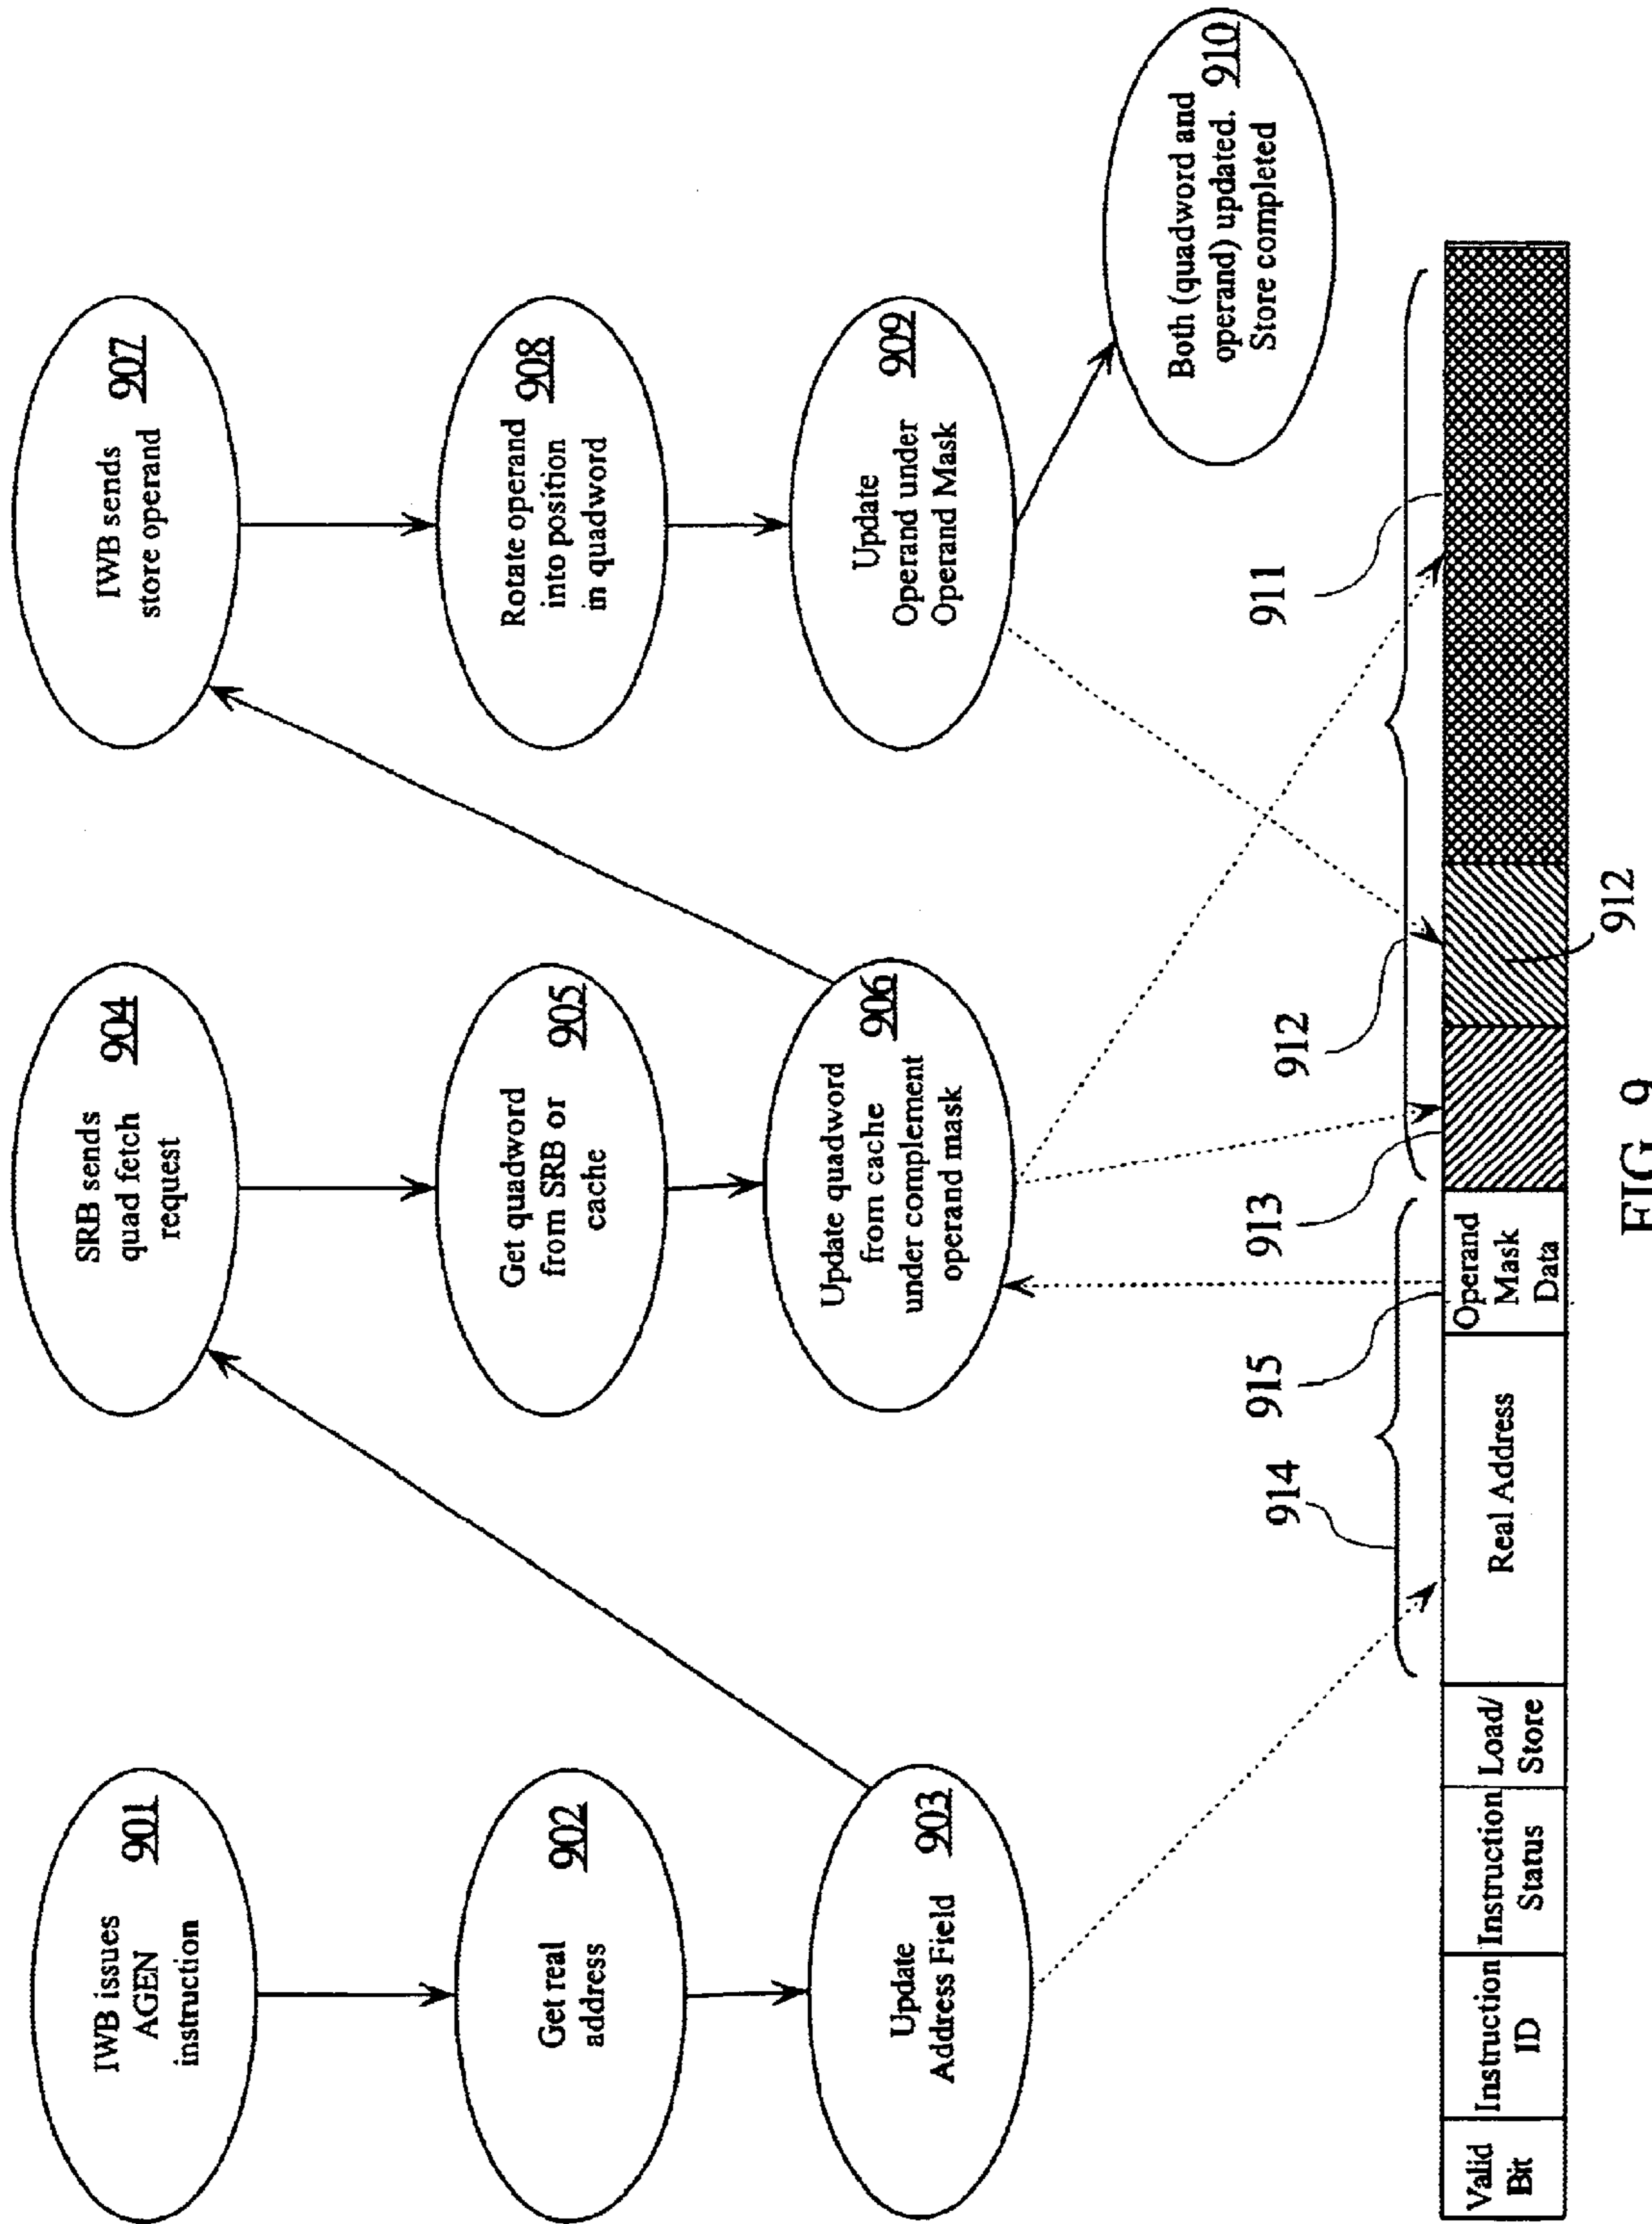 IWB issues
AGEN
instruction
901
Get real
address
902
Update
Address Field
903
SRB sends
quad fetch
request
904
Get quadword
from SRB or
cache
905
Update quadword
from cache
under complement
operand mask
906
IWB sends
store operand
907
Rotate operand
into position
in quadword
908
Update
Operand under
Operand Mask
909
Both (quadword and
operand) updated.
Store completed
910
914
915
913
912
911
Valid
Bit
Instruction
ID
Instruction
Status
Load/
Store
Real Address
Operand
Mask
Data
912
FIG. 9